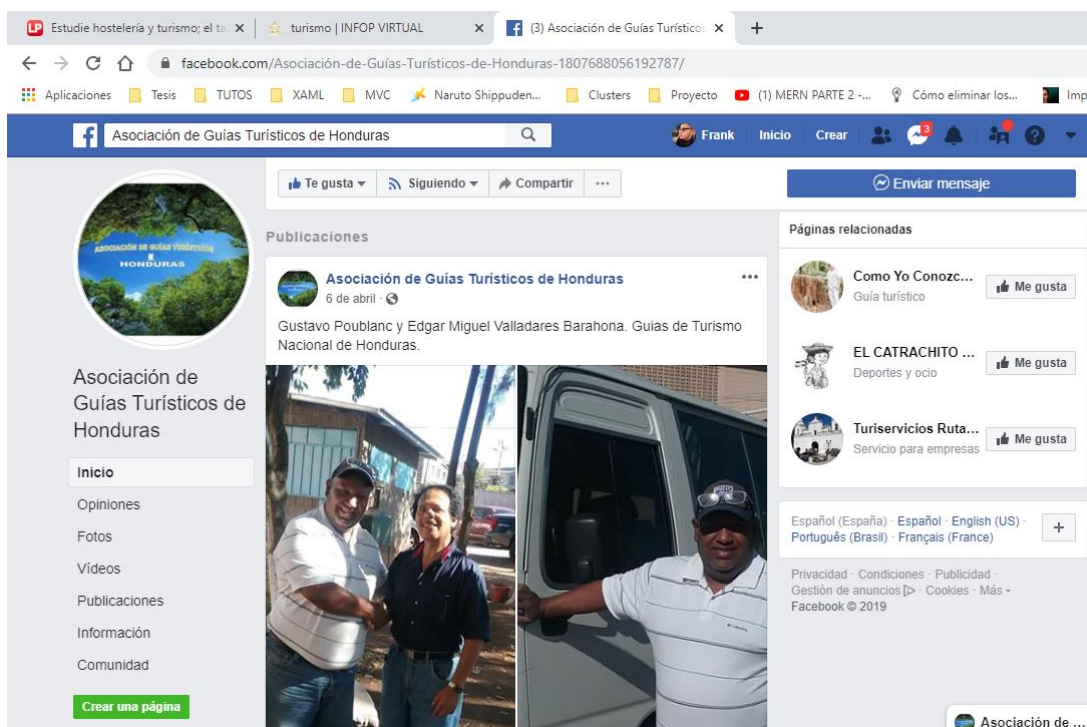 Estudie hostelería y turismo; el ta
turismo | INFOP VIRTUAL
(3) Asociación de Guías Turístico
facebook.com/Asociación-de-Guías-Turísticos-de-Honduras-1807688056192787/
Aplicaciones Tesis TUTOS XAML MVC Naruto Shippuden... Clusters Proyecto (1) MERN PARTE 2 -... Cómo eliminar los... Imp
Asociación de Guías Turísticos de Honduras
Frank Inicio Crear 3
ASOCIACIÓN DE GUÍAS TURÍSTICOS
HONDURAS
Asociación de
Guías Turísticos de
Honduras
Inicio
Opiniones
Fotos
Vídeos
Publicaciones
Información
Comunidad
Crear una página
Te gusta Siguiendo Compartir ...
Publicaciones
Asociación de Guías Turísticos de Honduras
6 de abril ·
Gustavo Poublanc y Edgar Miguel Valladares Barahona. Guias de Turismo
Nacional de Honduras.
Enviar mensaje
Páginas relacionadas
Como Yo Conozc...
Guía turístico
Me gusta
EL CATRACHITO ...
Deportes y ocio
Me gusta
Turiservicios Ruta...
Servicio para empresas
Me gusta
Español (España) · Español · English (US) ·
Português (Brasil) · Français (France)
Privacidad · Condiciones · Publicidad ·
Gestión de anuncios · Cookies · Más
Facebook © 2019
Asociación de ...